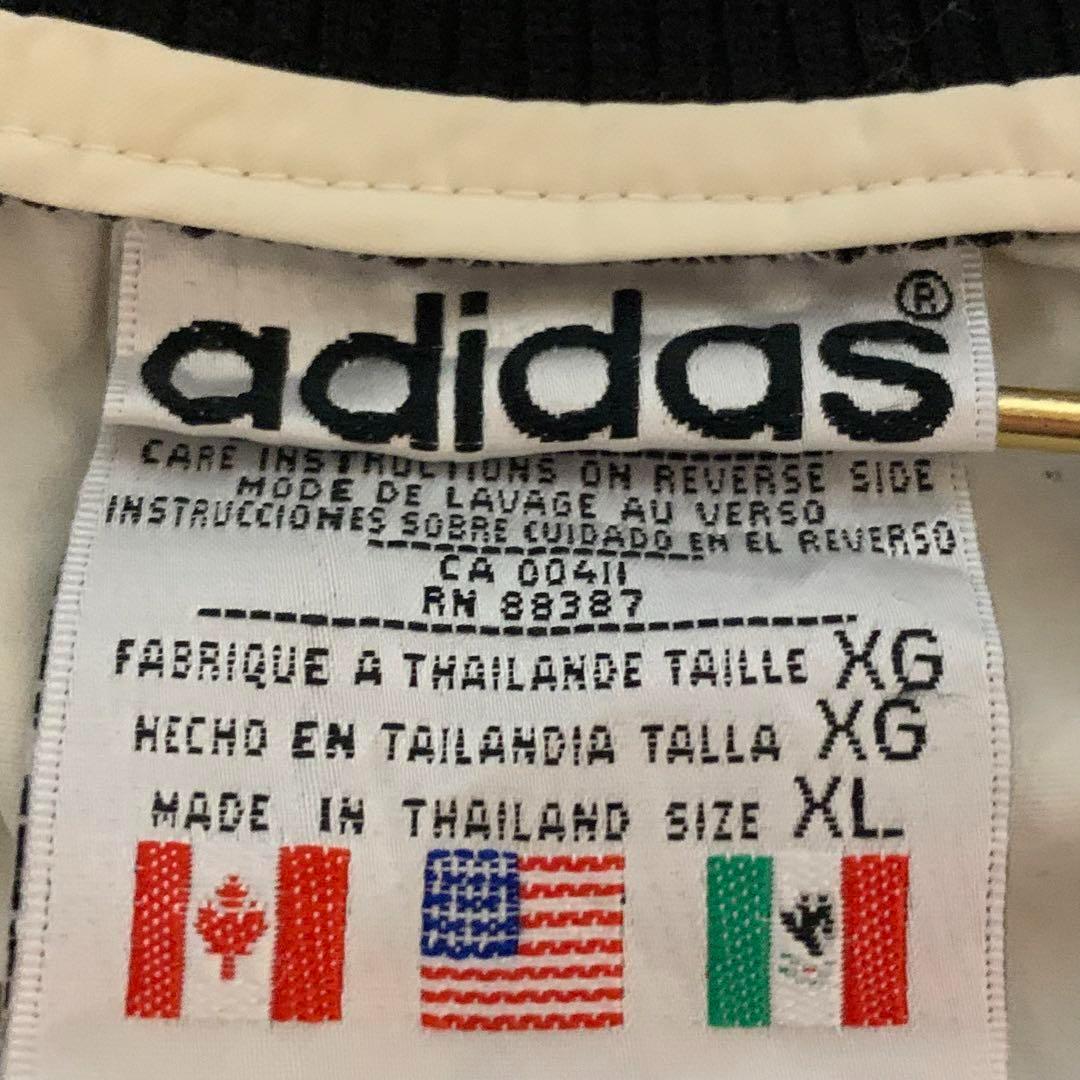 adidas®
CARE INSTRUCTIONS ON REVERSE SIDE
MODE DE LAVAGE AU VERSO
INSTRUCCIONES SOBRE CUIDADO EN EL REVERSO
CA 00411
RN 88387
FABRIQUE A THAILANDE TAILLE XG
HECHO EN TAILANDIA TALLA XG
MADE IN THAILAND SIZE XL